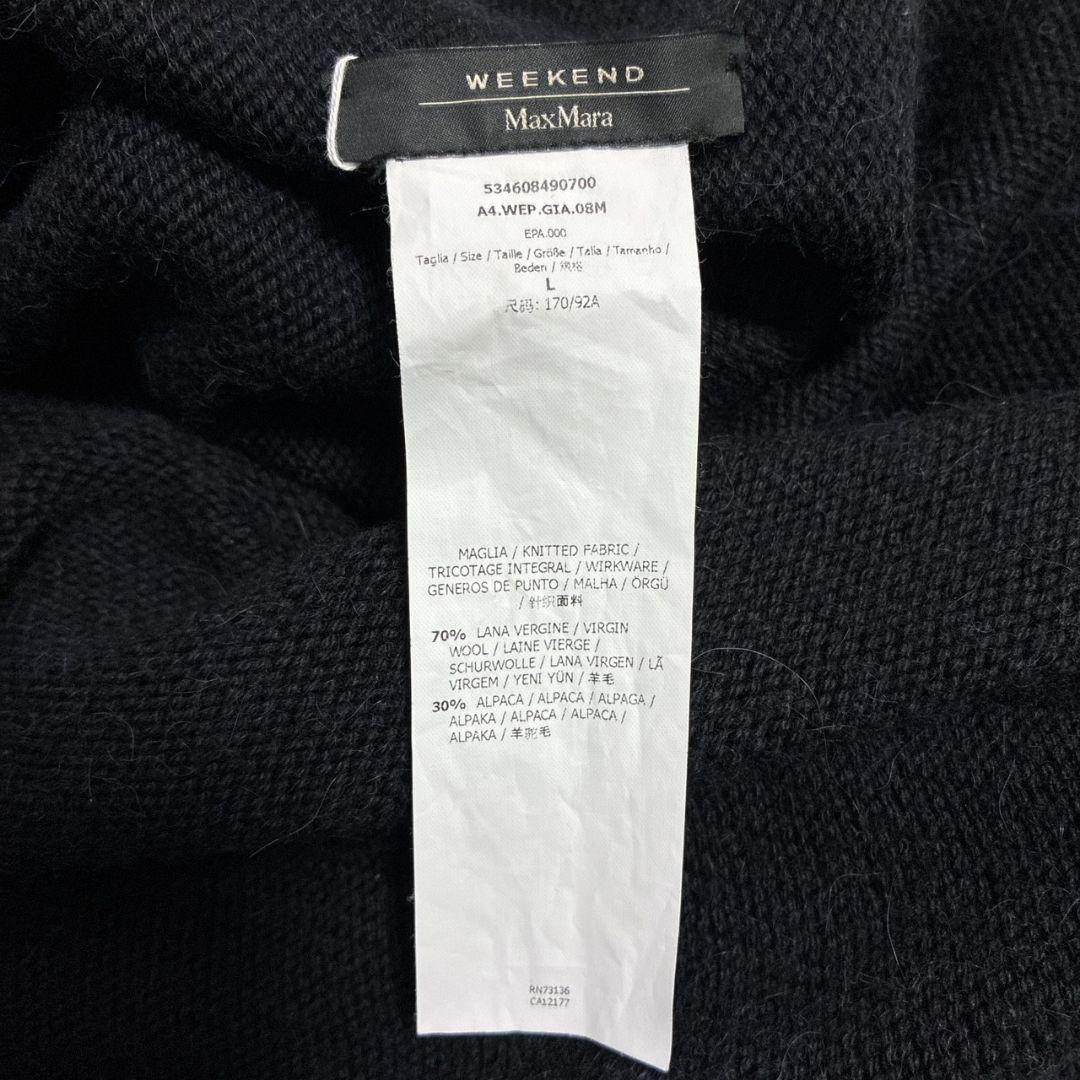 WEEKEND
MaxMara
534608490700
A4.WEP.GIA.08M
EPA.000
Taglia / Size / Taille / Größe / Talla / Tamanho /
Beden / 规格
L
尺码: 170/92A
MAGLIA / KNITTED FABRIC /
TRICOTAGE INTEGRAL / WIRKWARE /
GENEROS DE PUNTO / MALHA / ÖRGÜ
/ 针织面料
70% LANA VERGINE / VIRGIN
WOOL / LAINE VIERGE /
SCHURWOLLE / LANA VIRGEN / LÃ
VIRGEM / YENI YÜN / 羊毛
30% ALPACA / ALPACA / ALPAGA /
ALPAKA / ALPACA / ALPACA /
ALPAKA / 羊驼毛
RN73136
CA12177